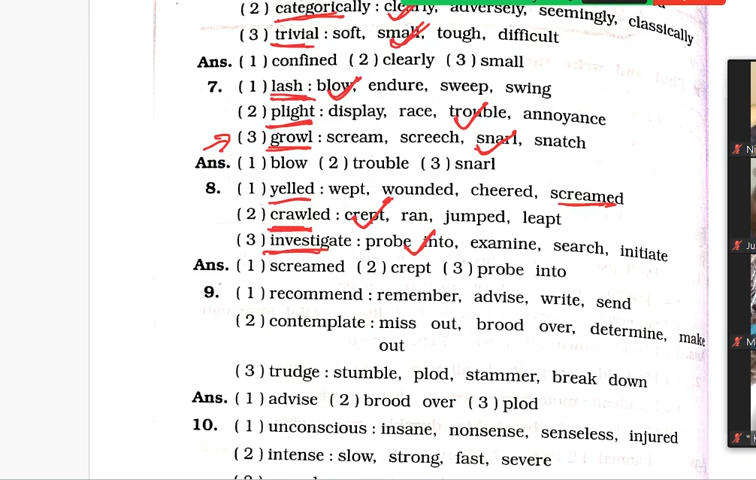 (2) categorically : clearly, adversely, seemingly, classically
(3) trivial : soft, small, tough, difficult
Ans. (1) confined (2) clearly (3) small
7. (1) lash : blow, endure, sweep, swing
(2) plight : display, race, trouble, annoyance
(3) growl : scream, screech, snarl, snatch
Ans. (1) blow (2) trouble (3) snarl
8. (1) yelled : wept, wounded, cheered, screamed
(2) crawled : crept, ran, jumped, leapt
(3) investigate : probe into, examine, search, initiate
Ans. (1) screamed (2) crept (3) probe into
9. (1) recommend : remember, advise, write, send
(2) contemplate : miss out, brood over, determine, make
out
(3) trudge : stumble, plod, stammer, break down
Ans. (1) advise (2) brood over (3) plod
10. (1) unconscious : insane, nonsense, senseless, injured
(2) intense : slow, strong, fast, severe
Ni
Ju
M